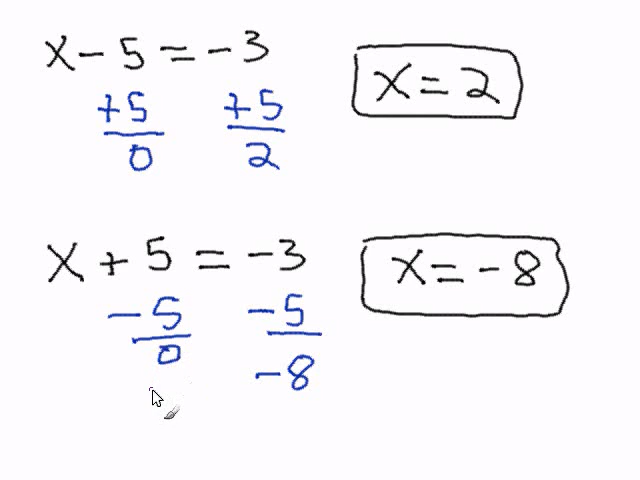 x - 5 = -3
+5 +5
0 2
x = 2
x + 5 = -3
-5 -5
0 -8
x = -8